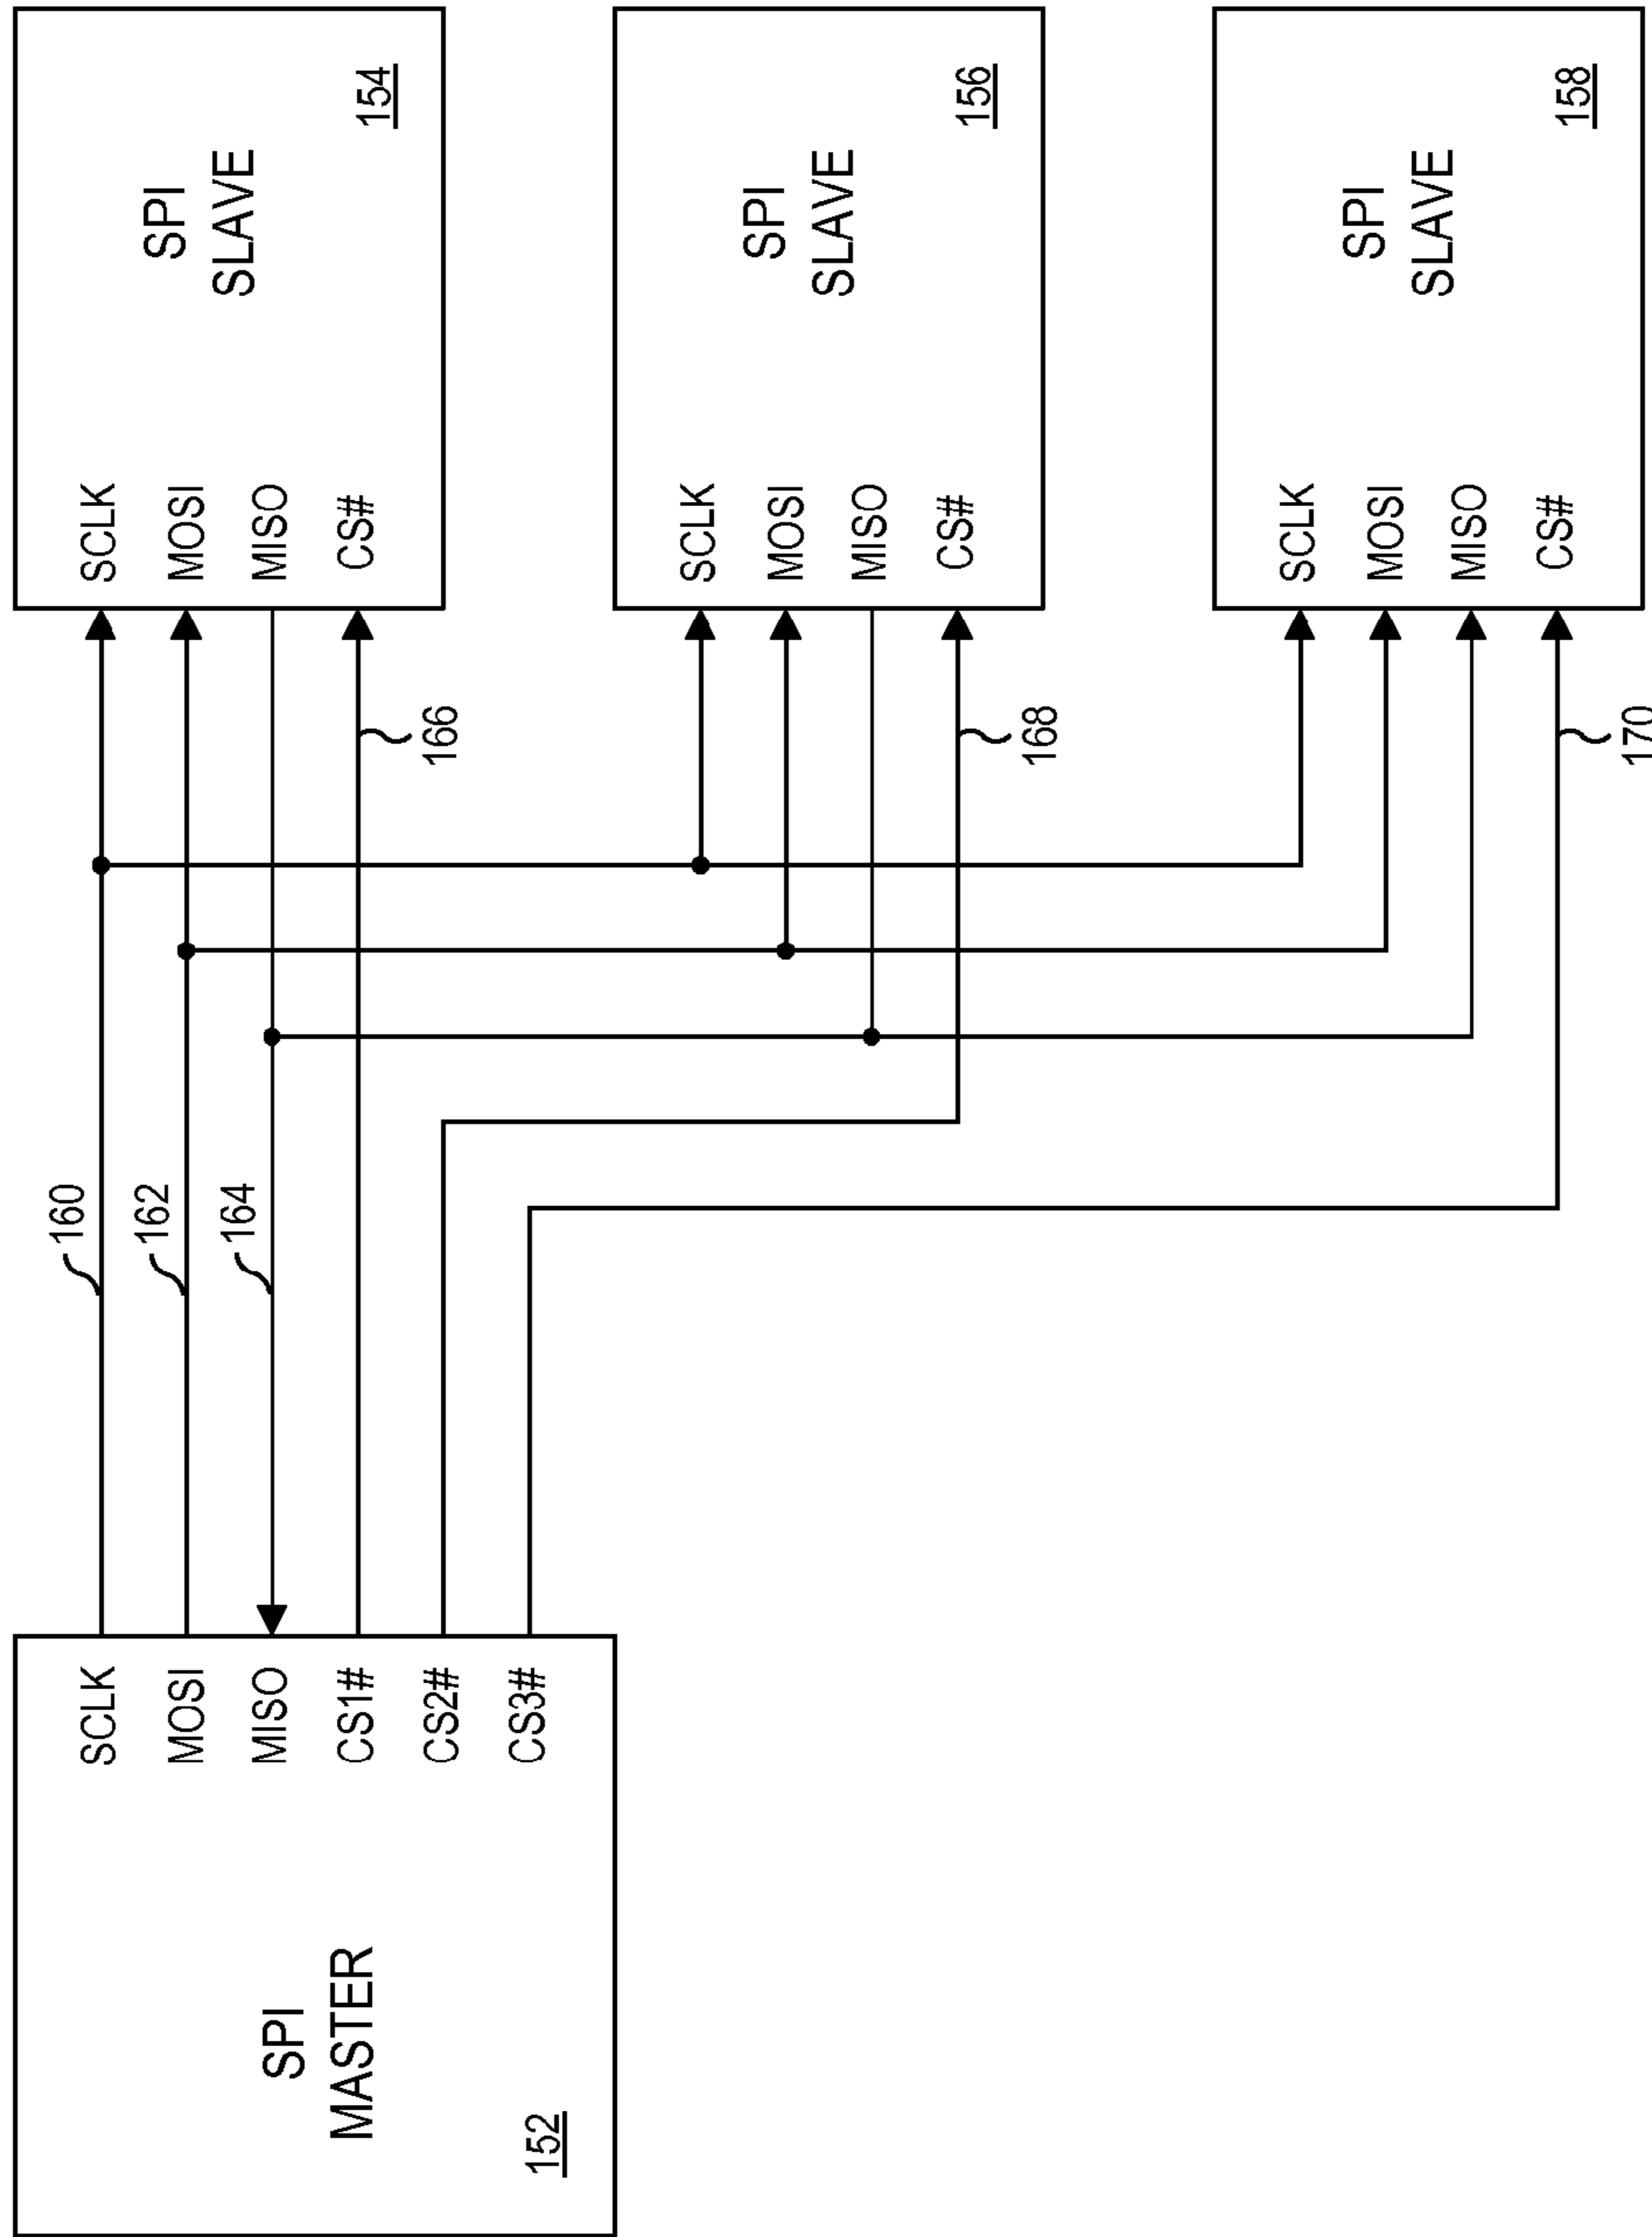 SPI
MASTER
152
SCLK
MOSI
MISO
CS1#
CS2#
CS3#
160
162
164
166
168
170
SCLK
MOSI
MISO
CS#
SPI
SLAVE
154
SCLK
MOSI
MISO
CS#
SPI
SLAVE
156
SCLK
MOSI
MISO
CS#
SPI
SLAVE
158